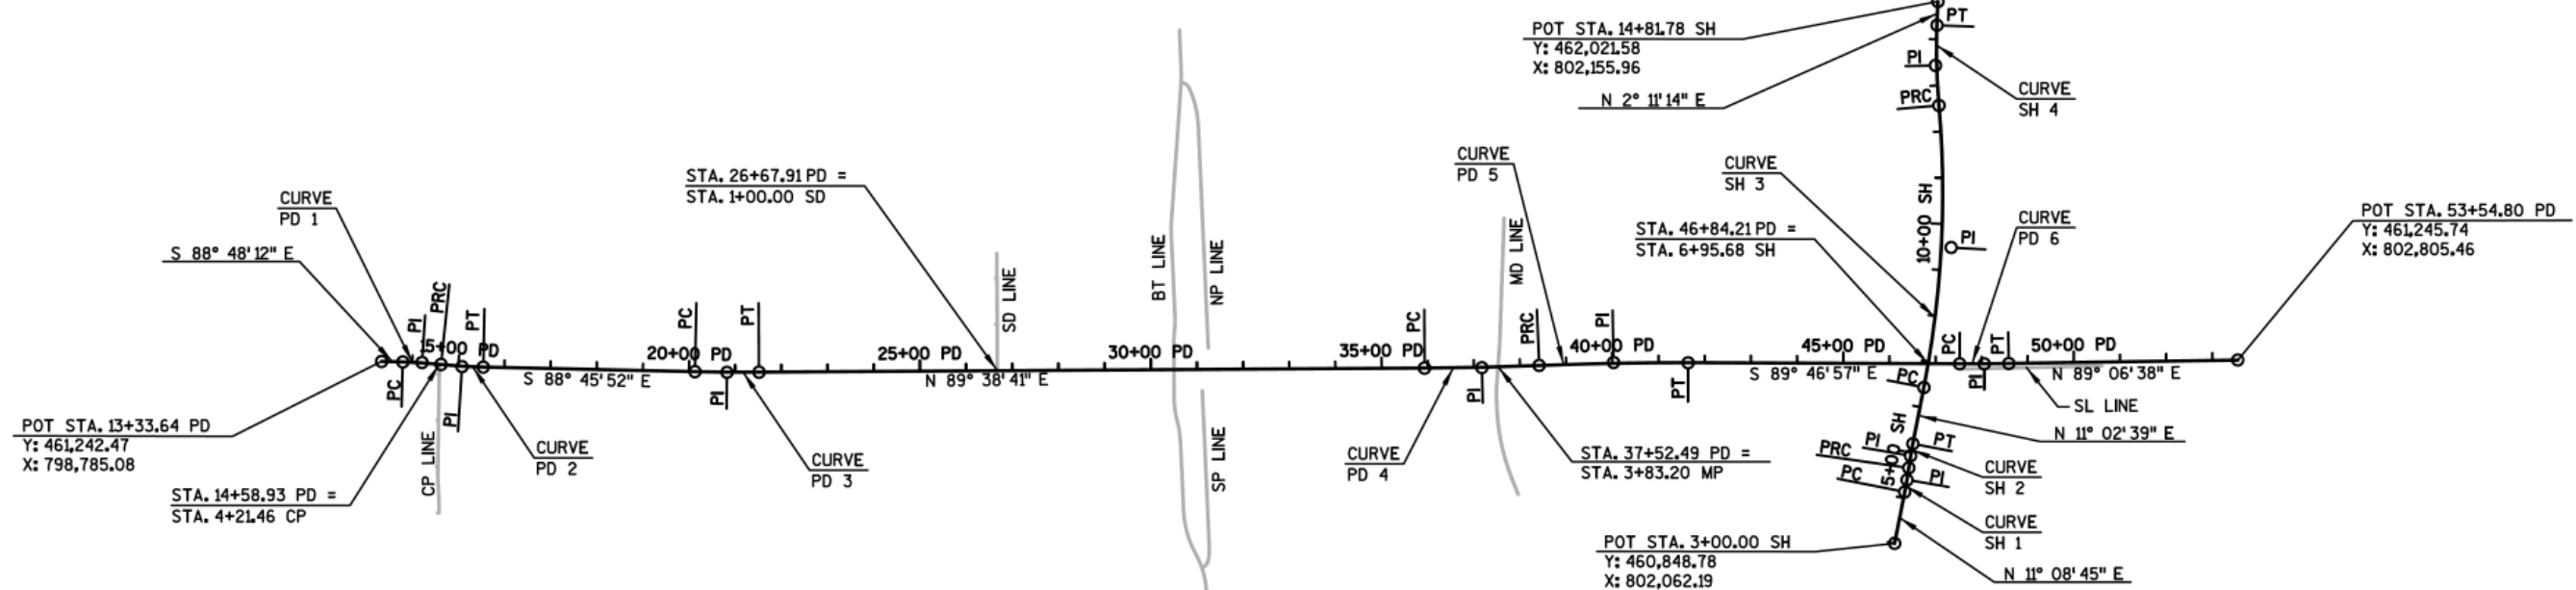 POT STA. 14+81.78 SH
Y: 462,021.58
X: 802,155.96
N 2° 11' 14" E
PT
PI
PRC
CURVE
SH 4
CURVE
PD 5
CURVE
SH 3
STA. 46+84.21 PD =
STA. 6+95.68 SH
10+00 SH
PI
CURVE
PD 6
POT STA. 53+54.80 PD
Y: 461,245.74
X: 802,805.46
STA. 26+67.91 PD =
STA. 1+00.00 SD
CURVE
PD 1
S 88° 48' 12" E
SD LINE
BT LINE
NP LINE
MD LINE
PI
PRC
PT
15+00 PD
PC
PI
PC
PT
20+00 PD
PI
25+00 PD
30+00 PD
35+00 PD
PC
PI
PRC
PI
40+00 PD
PT
45+00 PD
PC
PI
PT
50+00 PD
S 88° 45' 52" E
N 89° 38' 41" E
S 89° 46' 57" E
N 89° 06' 38" E
PC
SL LINE
N 11° 02' 39" E
POT STA. 13+33.64 PD
Y: 461,242.47
X: 798,785.08
STA. 14+58.93 PD =
STA. 4+21.46 CP
CP LINE
CURVE
PD 2
CURVE
PD 3
SP LINE
CURVE
PD 4
STA. 37+52.49 PD =
STA. 3+83.20 MP
SH
5+00
PI
PT
PRC
PC
PI
CURVE
SH 2
CURVE
SH 1
POT STA. 3+00.00 SH
Y: 460,848.78
X: 802,062.19
N 11° 08' 45" E